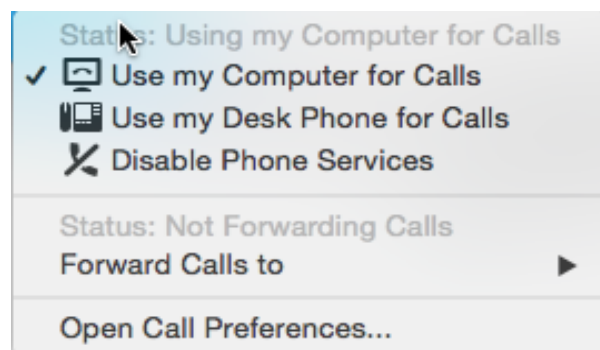 Status: Using my Computer for Calls
Use my Computer for Calls
Use my Desk Phone for Calls
Disable Phone Services
Status: Not Forwarding Calls
Forward Calls to
Open Call Preferences...